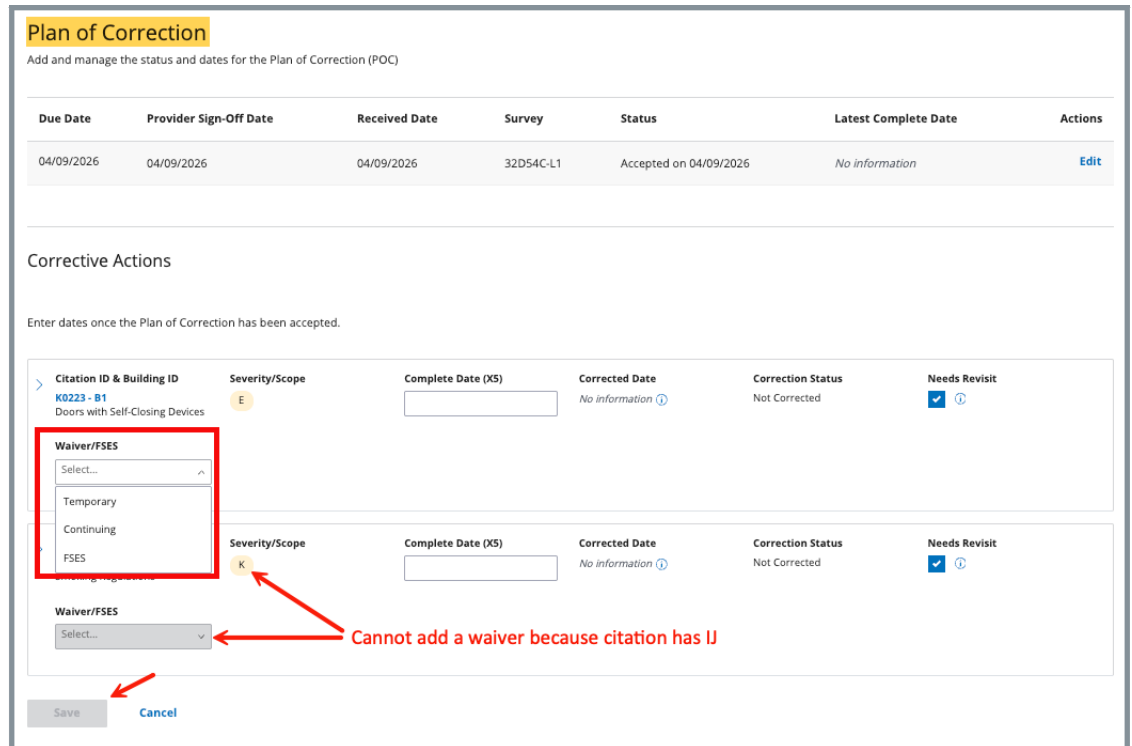 Plan of Correction
Add and manage the status and dates for the Plan of Correction (POC)
Due Date Provider Sign-Off Date Received Date Survey Status Latest Complete Date Actions
04/09/2026 04/09/2026 04/09/2026 32D54C-L1 Accepted on 04/09/2026 No information Edit
Corrective Actions
Enter dates once the Plan of Correction has been accepted.
Citation ID & Building ID Severity/Scope Complete Date (X5) Corrected Date Correction Status Needs Revisit
K0223 - B1 E No information Not Corrected
Doors with Self-Closing Devices
Waiver/FSES
Select...
Temporary
Continuing
FSES
Severity/Scope Complete Date (X5) Corrected Date Correction Status Needs Revisit
K No information Not Corrected
Waiver/FSES
Select...
Cannot add a waiver because citation has IJ
Save Cancel